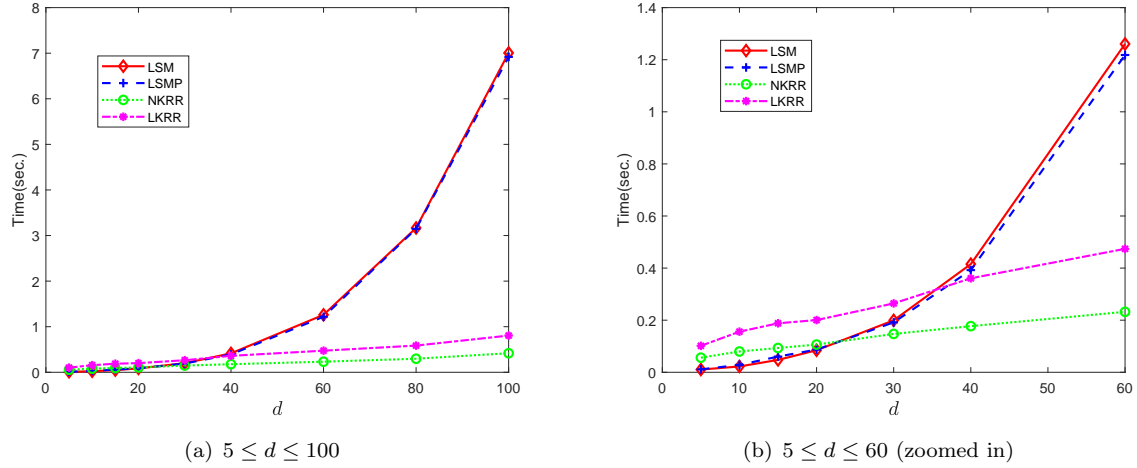 8
7
6
5
4
3
2
1
0
Time(sec.)
LSM
LSMP
NKRR
LKRR
0 20 40 60 80 100
d
(a) 5 ≤ d ≤ 100
1.4
1.2
1
0.8
0.6
0.4
0.2
0
Time(sec.)
LSM
LSMP
NKRR
LKRR
0 10 20 30 40 50 60
d
(b) 5 ≤ d ≤ 60 (zoomed in)